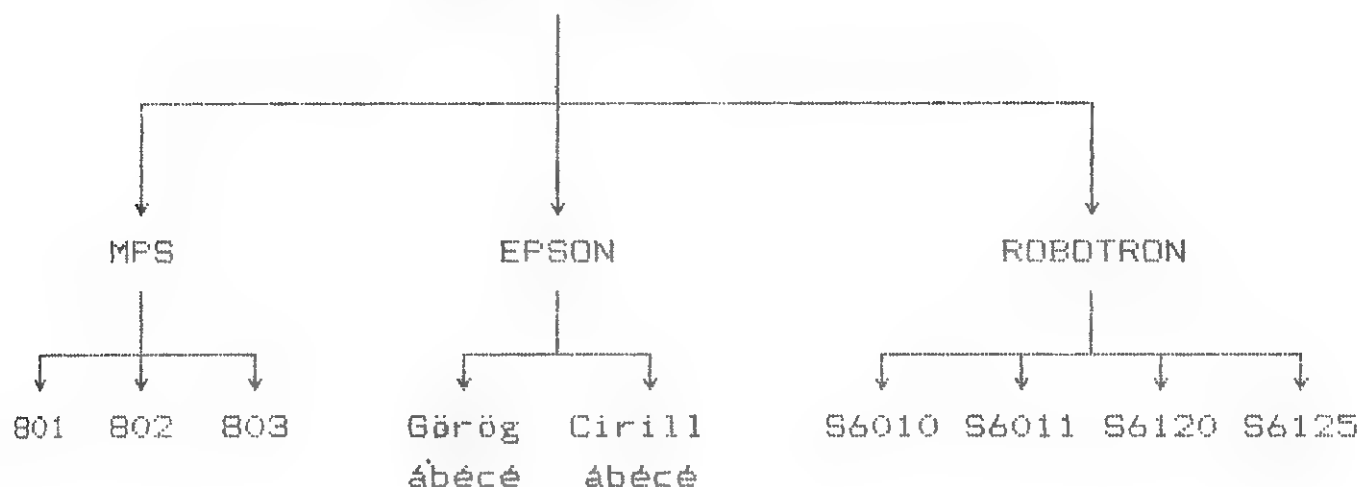 MPS EPSON ROBOTRON
801 802 803 Görög Cirill S6010 S6011 S6120 S6125
ábécé ábécé